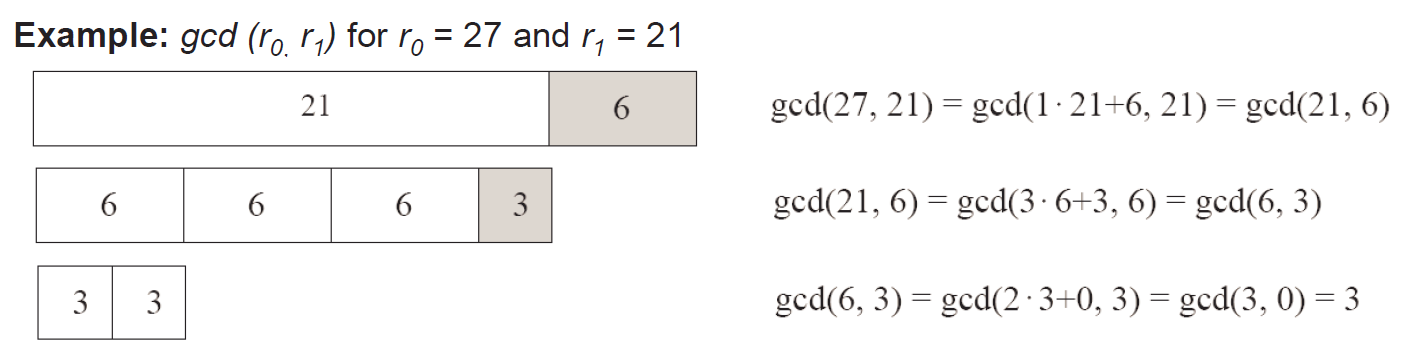 Example: gcd (r0, r1) for r0 = 27 and r1 = 21
21 6 gcd(27, 21) = gcd(1· 21+6, 21) = gcd(21, 6)
6 6 6 3 gcd(21, 6) = gcd(3· 6+3, 6) = gcd(6, 3)
3 3 gcd(6, 3) = gcd(2·3+0, 3) = gcd(3, 0) = 3